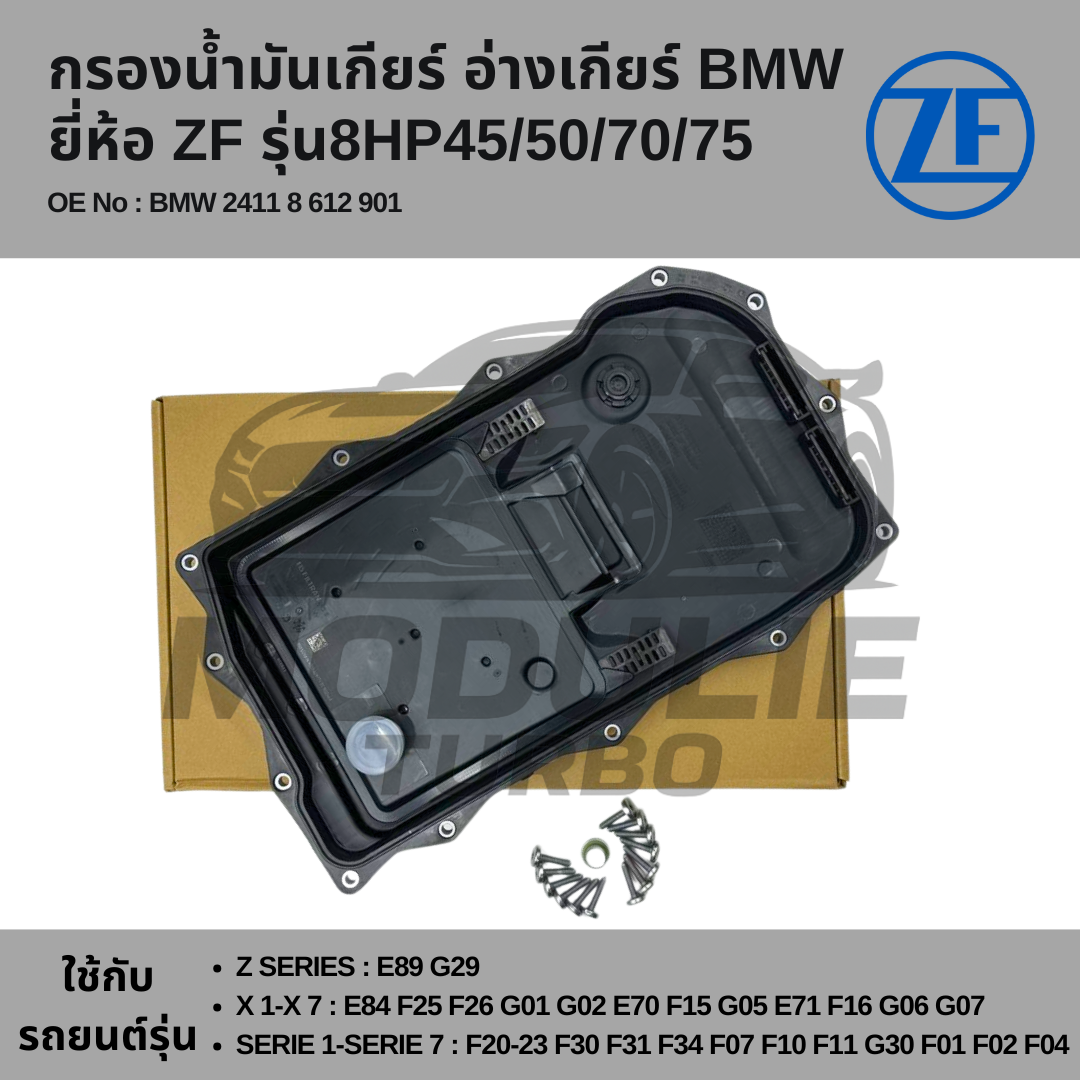 กรองน้ำมันเกียร์ อ่างเกียร์ BMW
ยี่ห้อ ZF รุ่น8HP45/50/70/75
OE No : BMW 2411 8 612 901
ZF
MODULIE
TURBO
ใช้กับ
รถยนต์รุ่น
• Z SERIES : E89 G29
• X 1-X 7 : E84 F25 F26 G01 G02 E70 F15 G05 E71 F16 G06 G07
• SERIE 1-SERIE 7 : F20-23 F30 F31 F34 F07 F10 F11 G30 F01 F02 F04